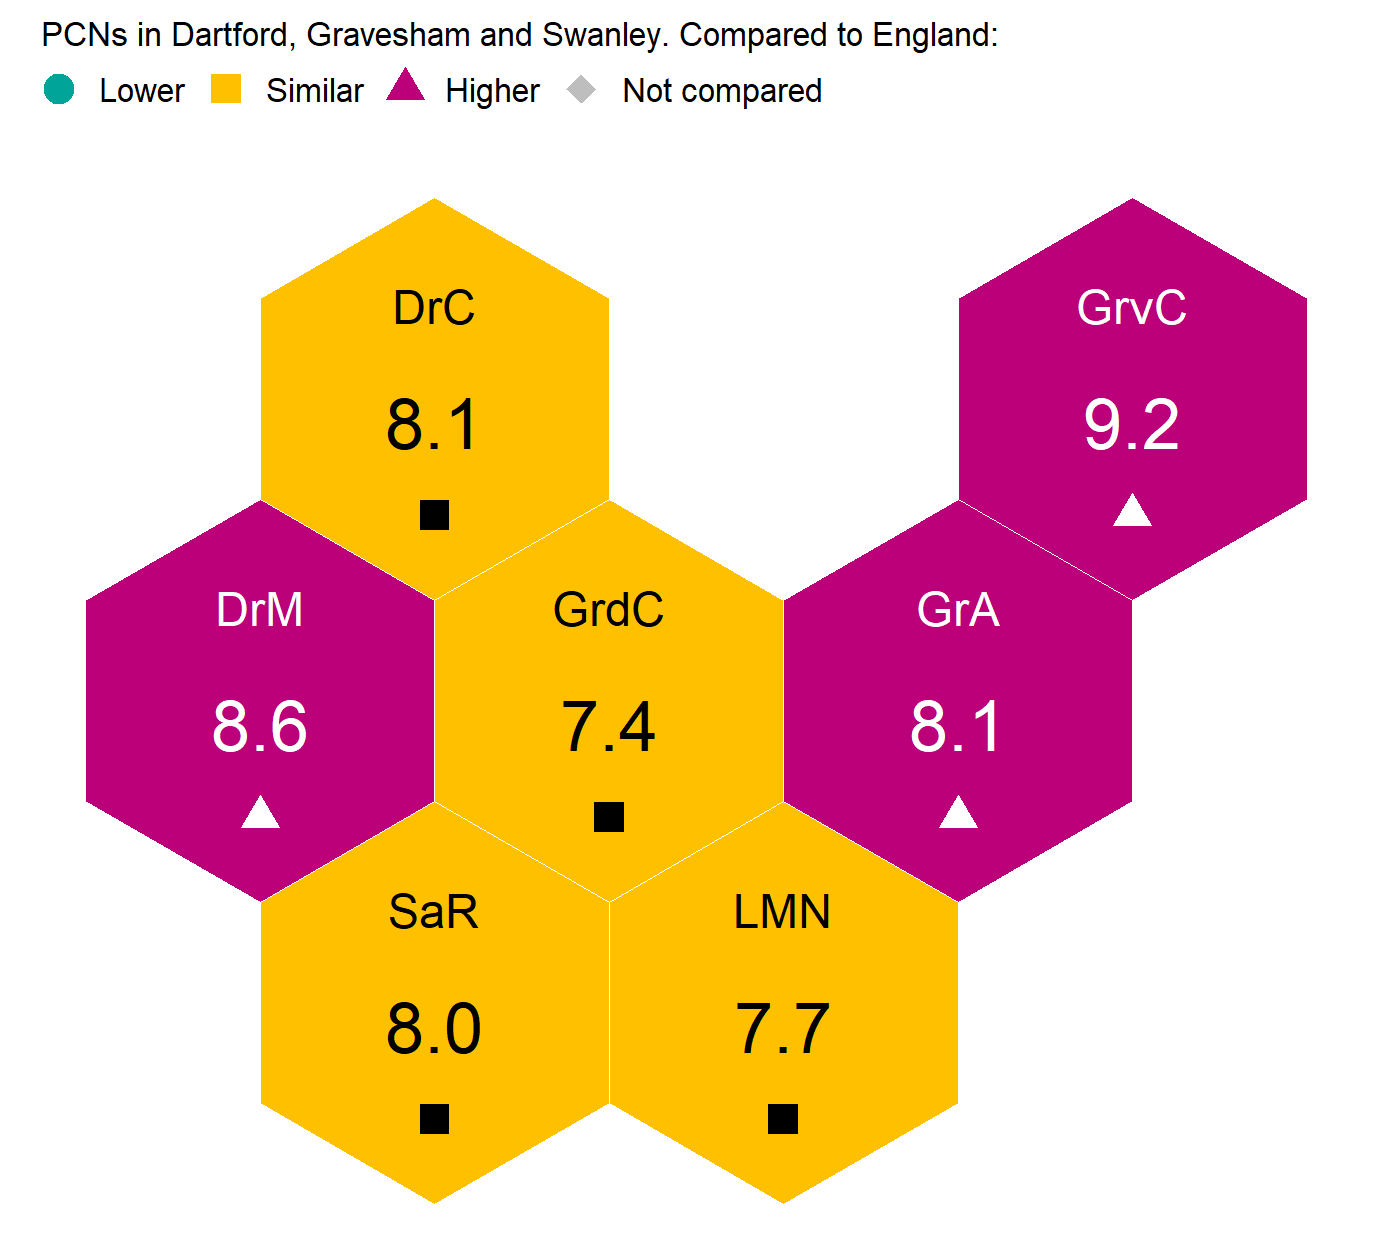 PCNs in Dartford, Gravesham and Swanley. Compared to England:
Lower Similar Higher Not compared
DrC
8.1
GrvC
9.2
DrM
8.6
GrdC
7.4
GrA
8.1
SaR
8.0
LMN
7.7